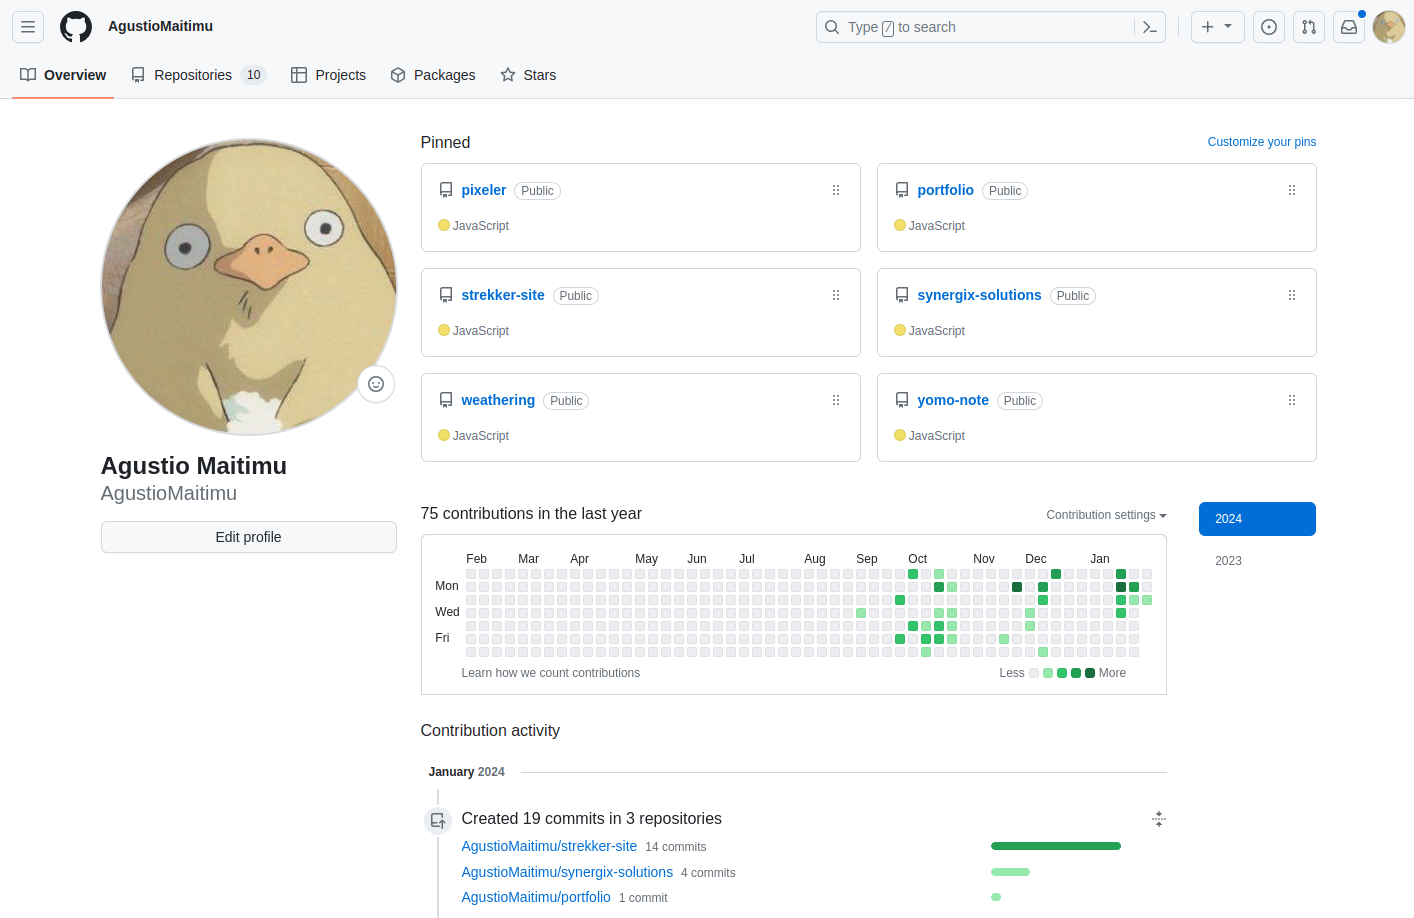 AgustioMaitimu
Type / to search
Overview
Repositories 10
Projects
Packages
Stars
Agustio Maitimu
AgustioMaitimu
Edit profile
Pinned
Customize your pins
pixeler Public
JavaScript
portfolio Public
JavaScript
strekker-site Public
JavaScript
synergix-solutions Public
JavaScript
weathering Public
JavaScript
yomo-note Public
JavaScript
75 contributions in the last year
Contribution settings
2024
2023
Feb Mar Apr May Jun Jul Aug Sep Oct Nov Dec Jan
Mon
Wed
Fri
Learn how we count contributions
Less More
Contribution activity
January 2024
Created 19 commits in 3 repositories
AgustioMaitimu/strekker-site 14 commits
AgustioMaitimu/synergix-solutions 4 commits
AgustioMaitimu/portfolio 1 commit